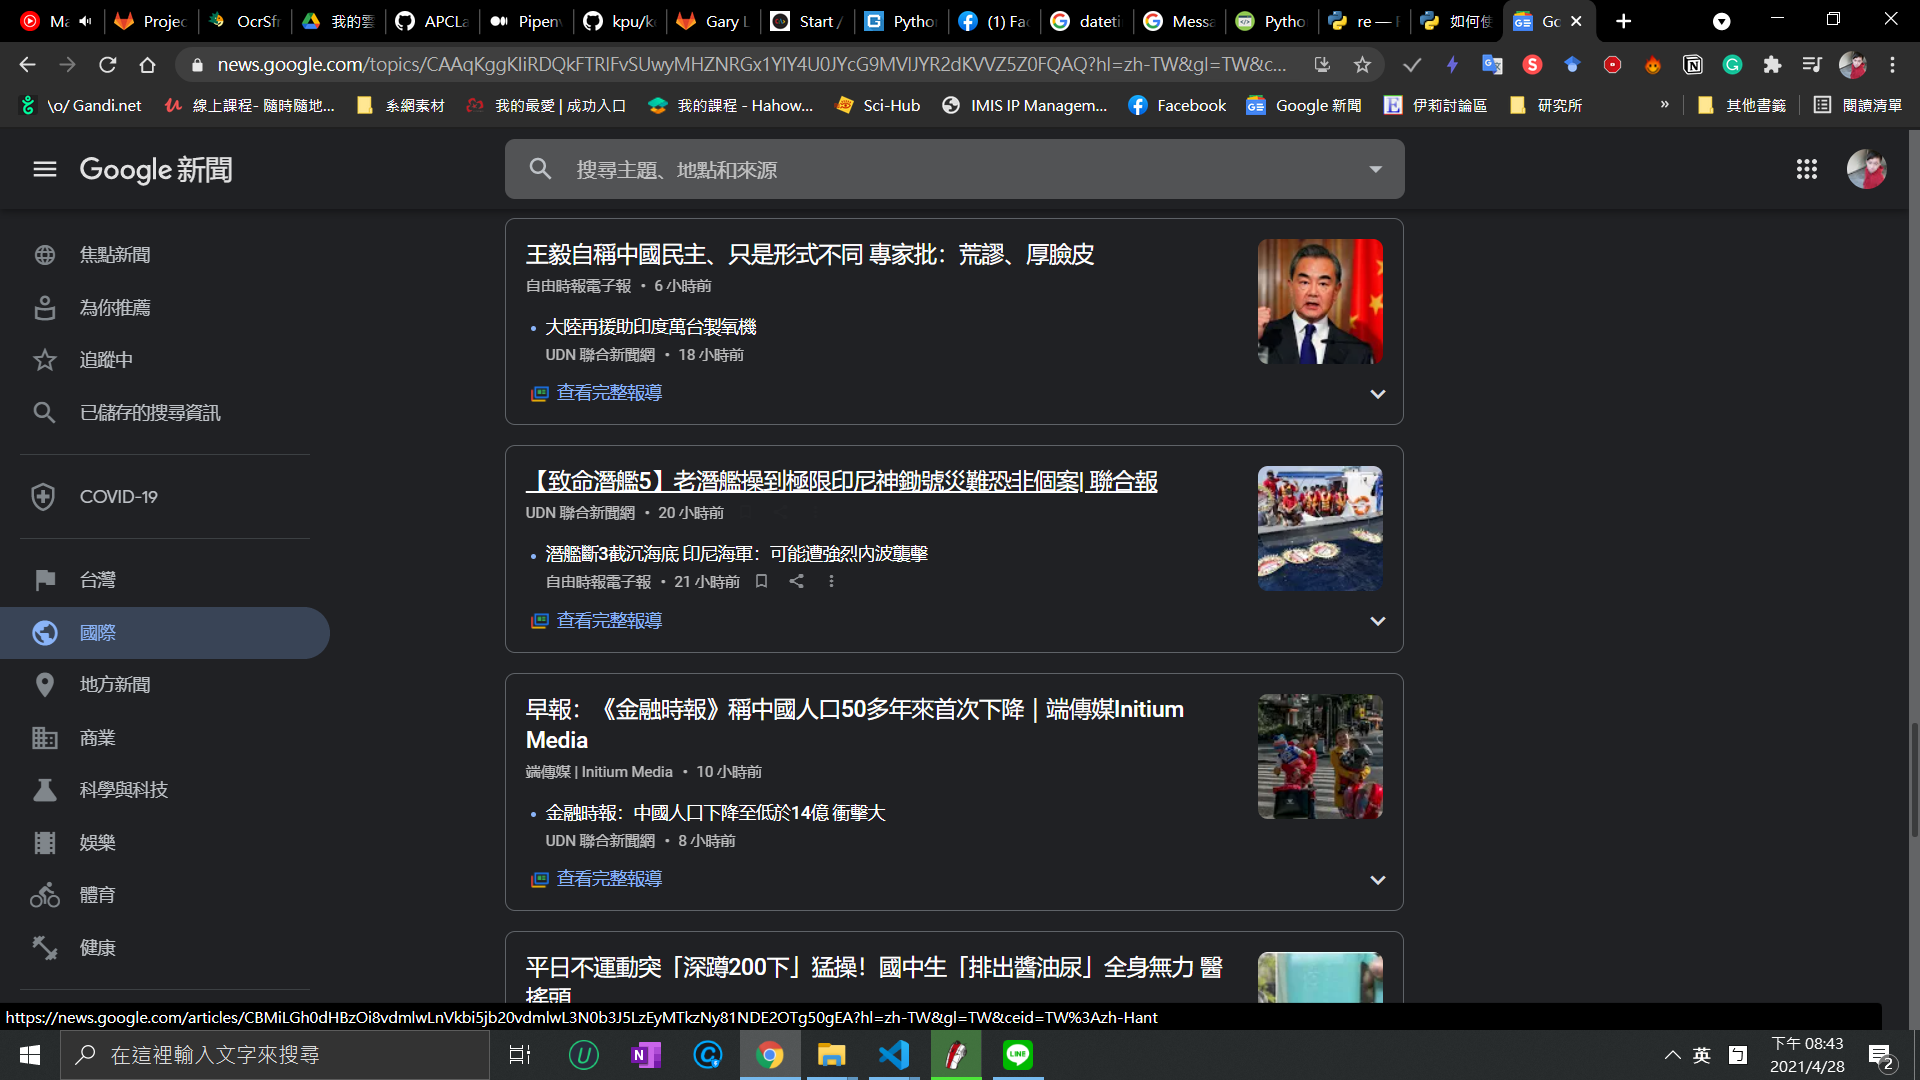 Ma
Projec
OcrSfr
我的雲
APCLa
Pipenv
kpu/k
Gary L
Start /
Pytho
(1) Fac
dateti
Messa
Pytho
re — F
如何使
Go
news.google.com/topics/CAAqKggKIiRDQkFTRlFvSUwyMHZNRGx1YlY4U0JYcG9MVlJYR2dKVVZ5Z0FQAQ?hl=zh-TW&gl=TW&c...
\o/ Gandi.net
線上課程- 隨時隨地...
系網素材
我的最愛 | 成功入口
我的課程 - Hahow...
Sci-Hub
IMIS IP Managem...
Facebook
Google 新聞
伊莉討論區
研究所
»
其他書籤
閱讀清單
Google 新聞
搜尋主題、地點和來源
焦點新聞
為你推薦
追蹤中
已儲存的搜尋資訊
COVID-19
台灣
國際
地方新聞
商業
科學與科技
娛樂
體育
健康
王毅自稱中國民主、只是形式不同 專家批：荒謬、厚臉皮
自由時報電子報 • 6 小時前
• 大陸再援助印度萬台製氧機
UDN 聯合新聞網 • 18 小時前
查看完整報導
【致命潛艦5】老潛艦操到極限印尼神鋤號災難恐非個案| 聯合報
UDN 聯合新聞網 • 20 小時前
• 潛艦斷3截沉海底 印尼海軍：可能遭強烈內波襲擊
自由時報電子報 • 21 小時前
查看完整報導
早報：《金融時報》稱中國人口50多年來首次下降｜端傳媒Initium
Media
端傳媒 | Initium Media • 10 小時前
• 金融時報：中國人口下降至低於14億 衝擊大
UDN 聯合新聞網 • 8 小時前
查看完整報導
平日不運動突「深蹲200下」猛操！國中生「排出醬油尿」全身無力 醫
搖頭
https://news.google.com/articles/CBMiLGh0dHBzOi8vdmlwLnVkbi5jb20vdmlwL3N0b3J5LzEyMTkzNy81NDE2OTg50gEA?hl=zh-TW&gl=TW&ceid=TW%3Azh-Hant
在這裡輸入文字來搜尋
英
下午 08:43
2021/4/28
2